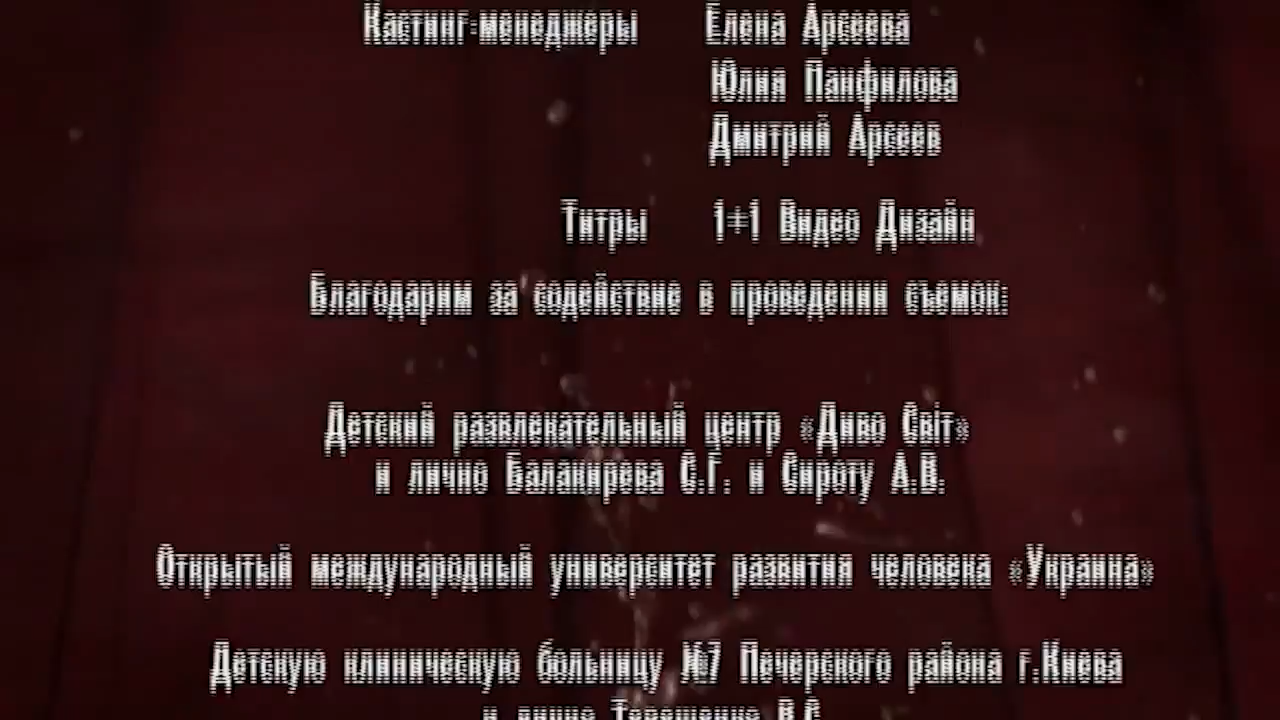 Кастинг-менеджеры Елена Арсеева
Юлия Панфилова
Дмитрий Арсеев
Титры 1+1 Видео Дизайн
Благодарим за содействие в проведении съемок:
Детский развлекательный центр «Диво Світ»
и лично Балакирева С.Г. и Сироту А.В.
Открытый международный университет развития человека «Украина»
Детскую клиническую больницу №7 Печерского района г.Киева
и лично